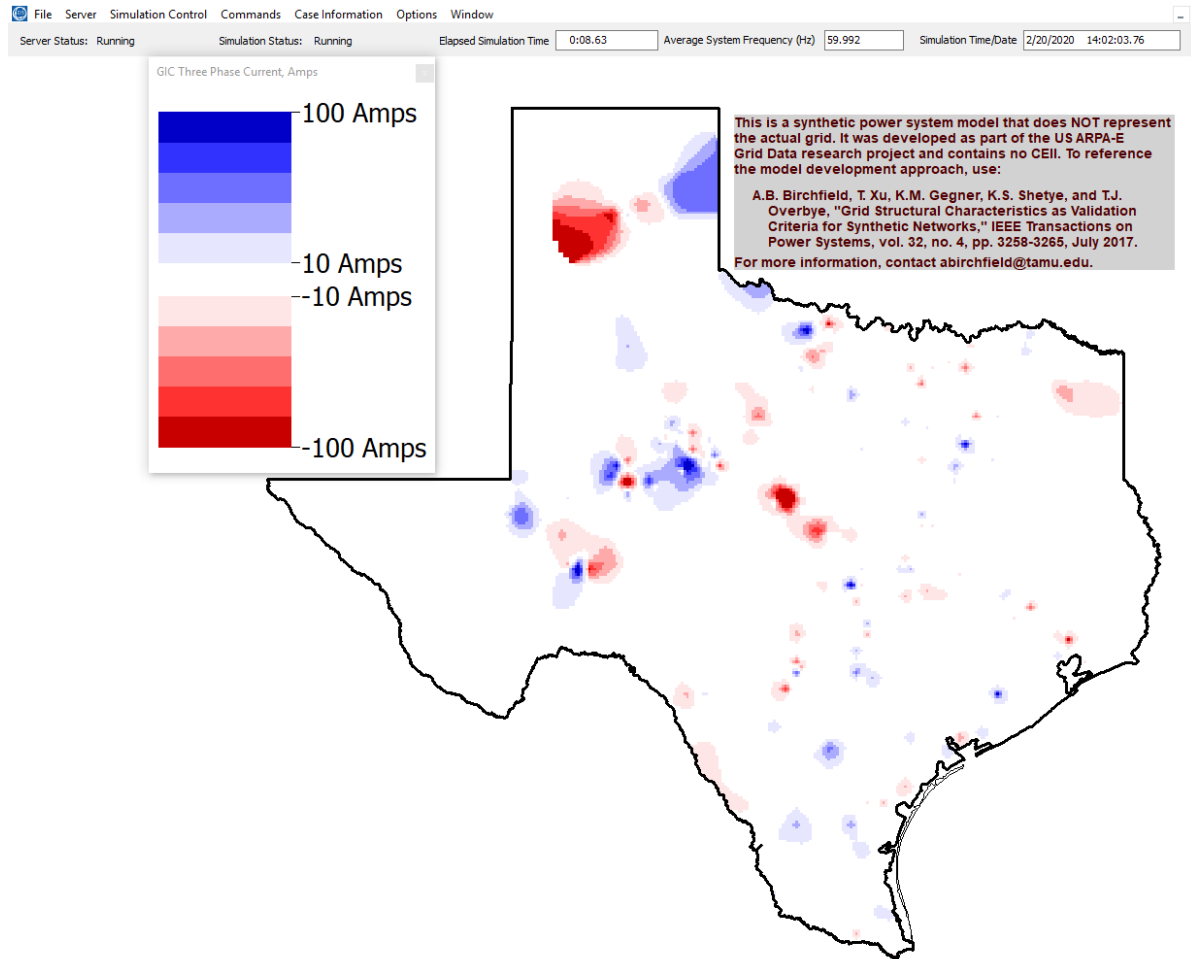 File Server Simulation Control Commands Case Information Options Window
Server Status: Running Simulation Status: Running Elapsed Simulation Time 0:08.63 Average System Frequency (Hz) 59.992 Simulation Time/Date 2/20/2020 14:02:03.76
GIC Three Phase Current, Amps
100 Amps
10 Amps
-10 Amps
-100 Amps
This is a synthetic power system model that does NOT represent
the actual grid. It was developed as part of the US ARPA-E
Grid Data research project and contains no CEII. To reference
the model development approach, use:
A.B. Birchfield, T. Xu, K.M. Gegner, K.S. Shetye, and T.J.
Overbye, "Grid Structural Characteristics as Validation
Criteria for Synthetic Networks," IEEE Transactions on
Power Systems, vol. 32, no. 4, pp. 3258-3265, July 2017.
For more information, contact abirchfield@tamu.edu.